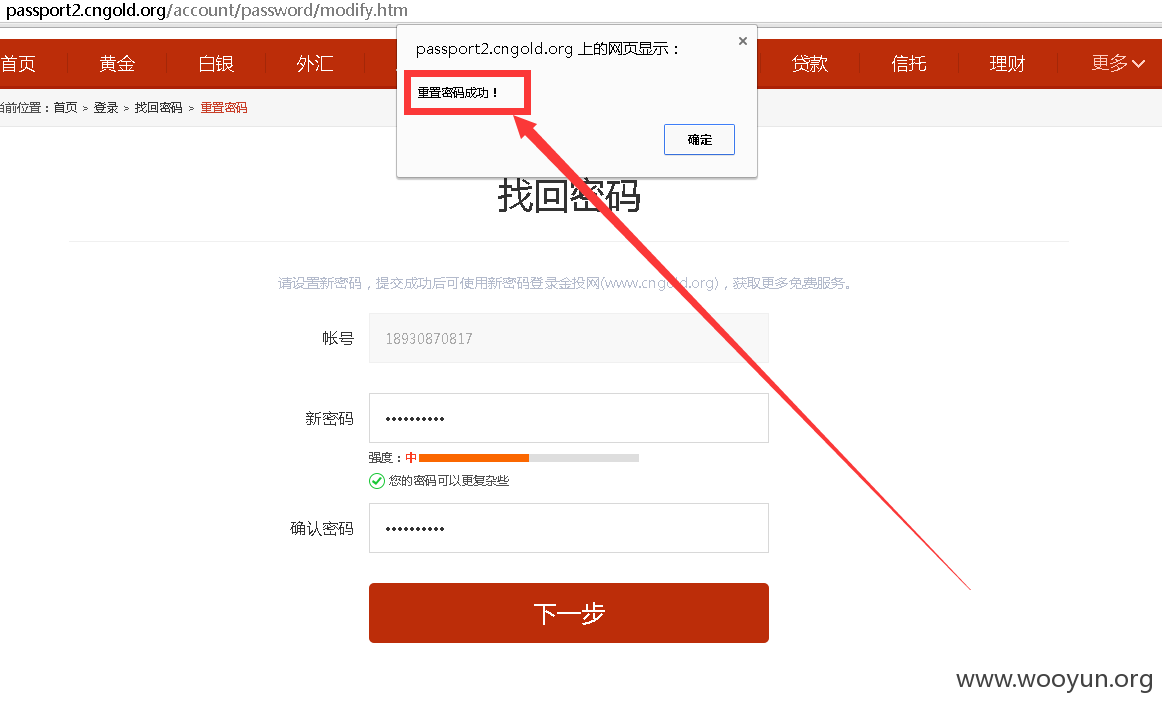 passport2.cngold.org/account/password/modify.htm
passport2.cngold.org 上的网页显示：
×
重置密码成功！
确定
首页 黄金 白银 外汇 贷款 信托 理财 更多
当前位置：首页 > 登录 > 找回密码 > 重置密码
找回密码
请设置新密码，提交成功后可使用新密码登录金投网(www.cngold.org)，获取更多免费服务。
帐号 18930870817
新密码 ••••••••••
强度：中
您的密码可以更复杂些
确认密码 ••••••••••
下一步
www.wooyun.org